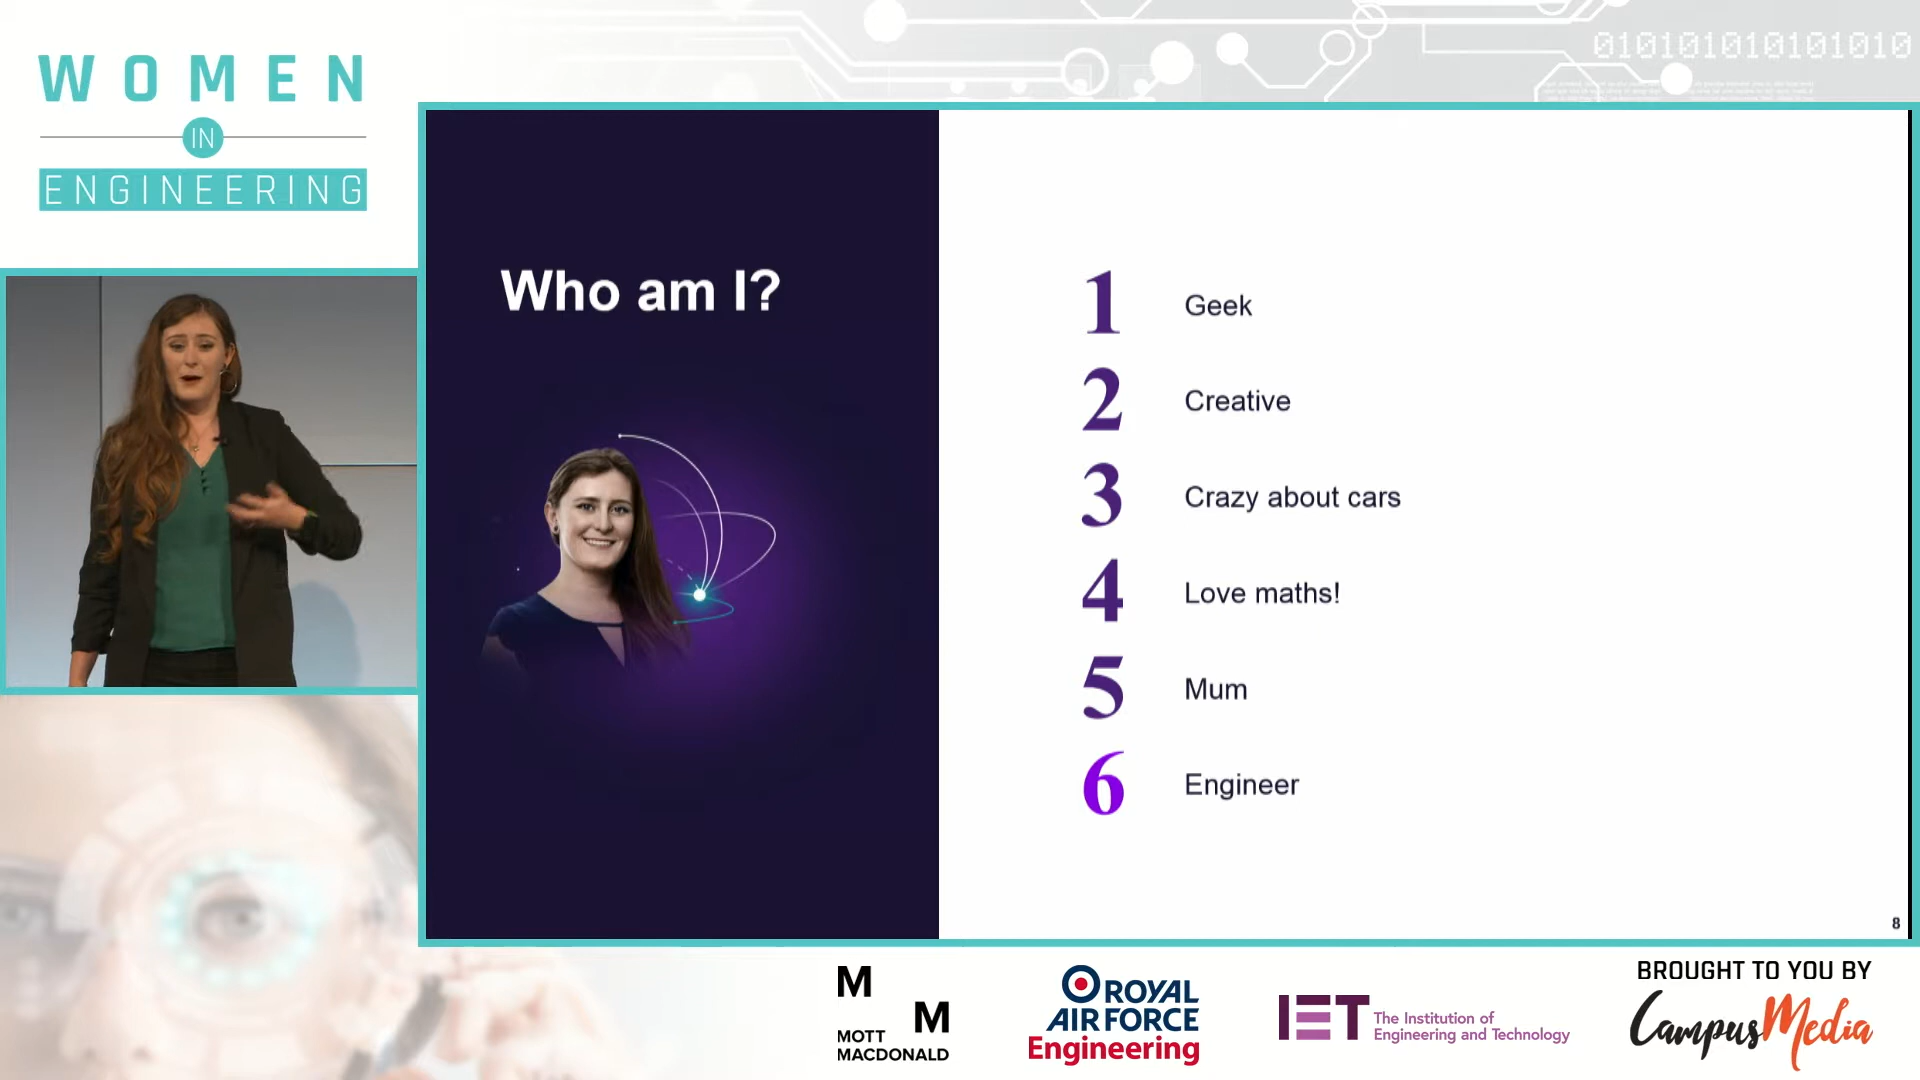 WOMEN
IN
ENGINEERING
010101010101010
Who am I?
1 Geek
2 Creative
3 Crazy about cars
4 Love maths!
5 Mum
6 Engineer
8
M
M
MOTT
MACDONALD
ROYAL
AIR FORCE
Engineering
IET The Institution of
Engineering and Technology
BROUGHT TO YOU BY
CampusMedia